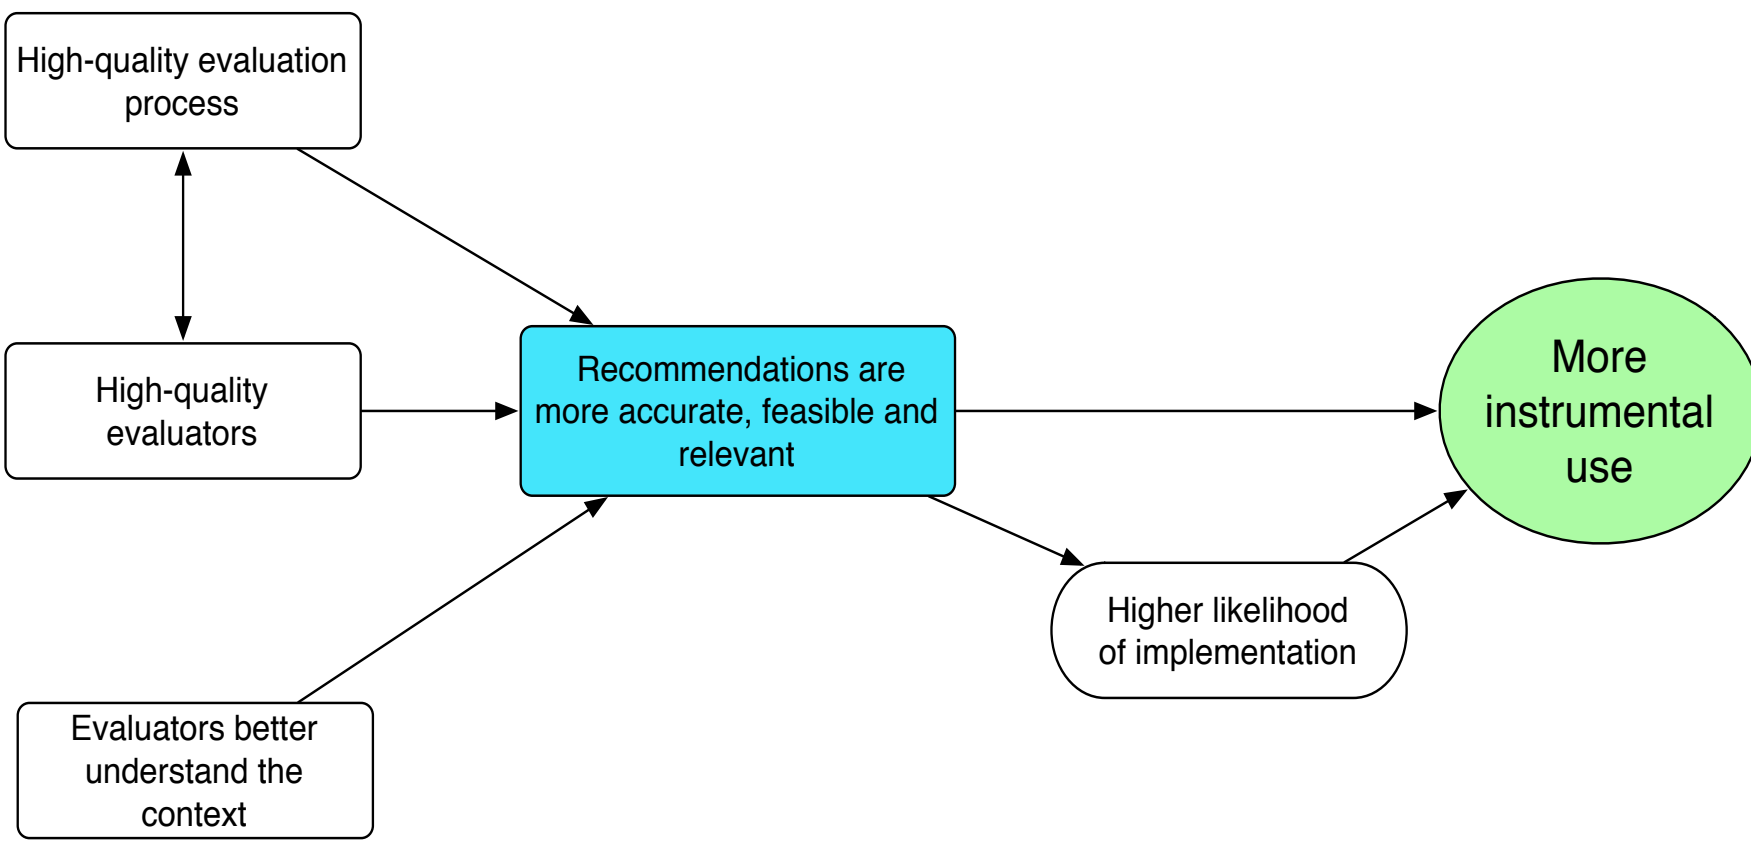 High-quality evaluation
process
High-quality
evaluators
Recommendations are
more accurate, feasible and
relevant
More
instrumental
use
Higher likelihood
of implementation
Evaluators better
understand the
context